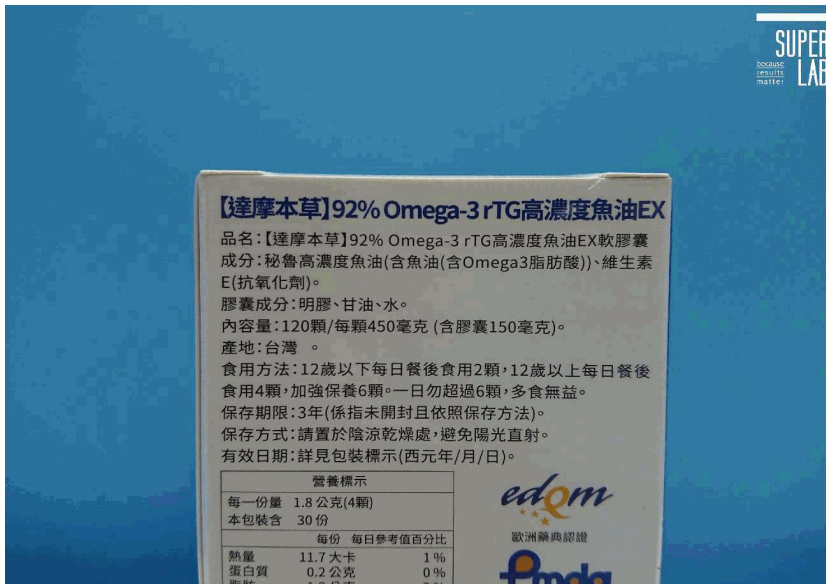 SUPER
LAB
because
results
matter
【達摩本草】92% Omega-3 rTG高濃度魚油EX
品名:【達摩本草】92% Omega-3 rTG高濃度魚油EX軟膠囊
成分:秘魯高濃度魚油(含魚油(含Omega3脂肪酸))、維生素
E(抗氧化劑)。
膠囊成分:明膠、甘油、水。
內容量:120顆/每顆450毫克 (含膠囊150毫克)。
產地:台灣 。
食用方法:12歲以下每日餐後食用2顆,12歲以上每日餐後
食用4顆,加強保養6顆。一日勿超過6顆,多食無益。
保存期限:3年(係指未開封且依照保存方法)。
保存方式:請置於陰涼乾燥處,避免陽光直射。
有效日期:詳見包裝標示(西元年/月/日)。
營養標示
每一份量 1.8 公克(4顆)
本包裝含 30 份
每份 每日參考值百分比
熱量 11.7 大卡 1 %
蛋白質 0.2 公克 0 %
edqm
歐洲藥典認證